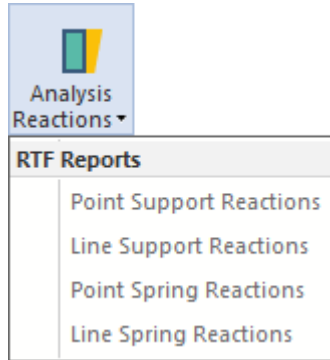 Analysis
Reactions
RTF Reports
Point Support Reactions
Line Support Reactions
Point Spring Reactions
Line Spring Reactions